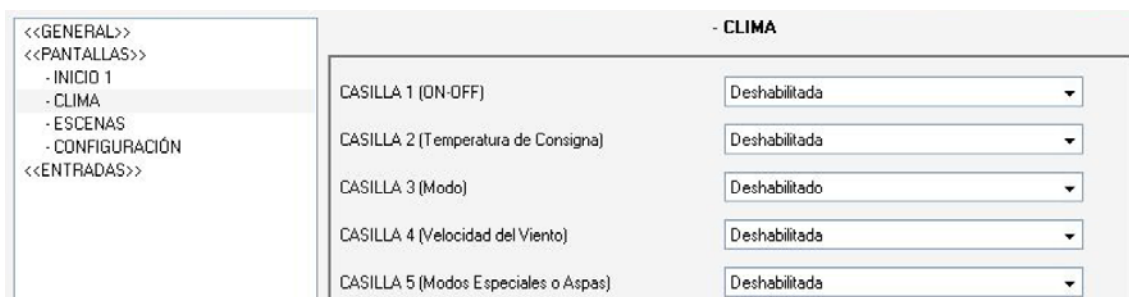 <<GENERAL>>
<<PANTALLAS>>
- INICIO 1
- CLIMA
- ESCENAS
- CONFIGURACIÓN
<<ENTRADAS>>
- CLIMA
CASILLA 1 (ON-OFF) Deshabilitada
CASILLA 2 (Temperatura de Consigna) Deshabilitada
CASILLA 3 (Modo) Deshabilitado
CASILLA 4 (Velocidad del Viento) Deshabilitada
CASILLA 5 (Modos Especiales o Aspas) Deshabilitada